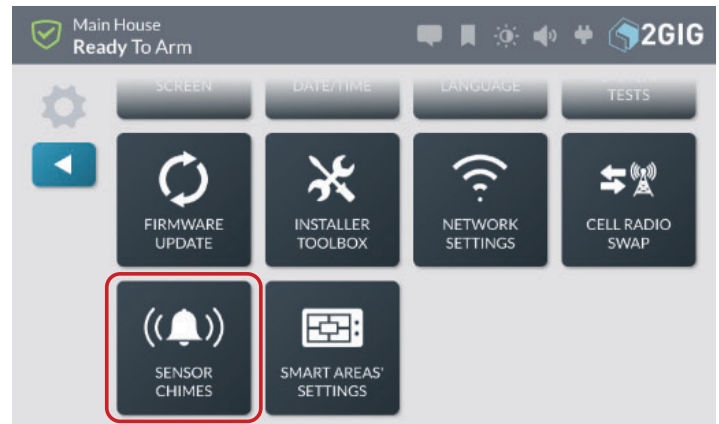 Main House
Ready To Arm
2GIG
SCREEN
DATE/TIME
LANGUAGE
TESTS
FIRMWARE
UPDATE
INSTALLER
TOOLBOX
NETWORK
SETTINGS
CELL RADIO
SWAP
SENSOR
CHIMES
SMART AREAS'
SETTINGS